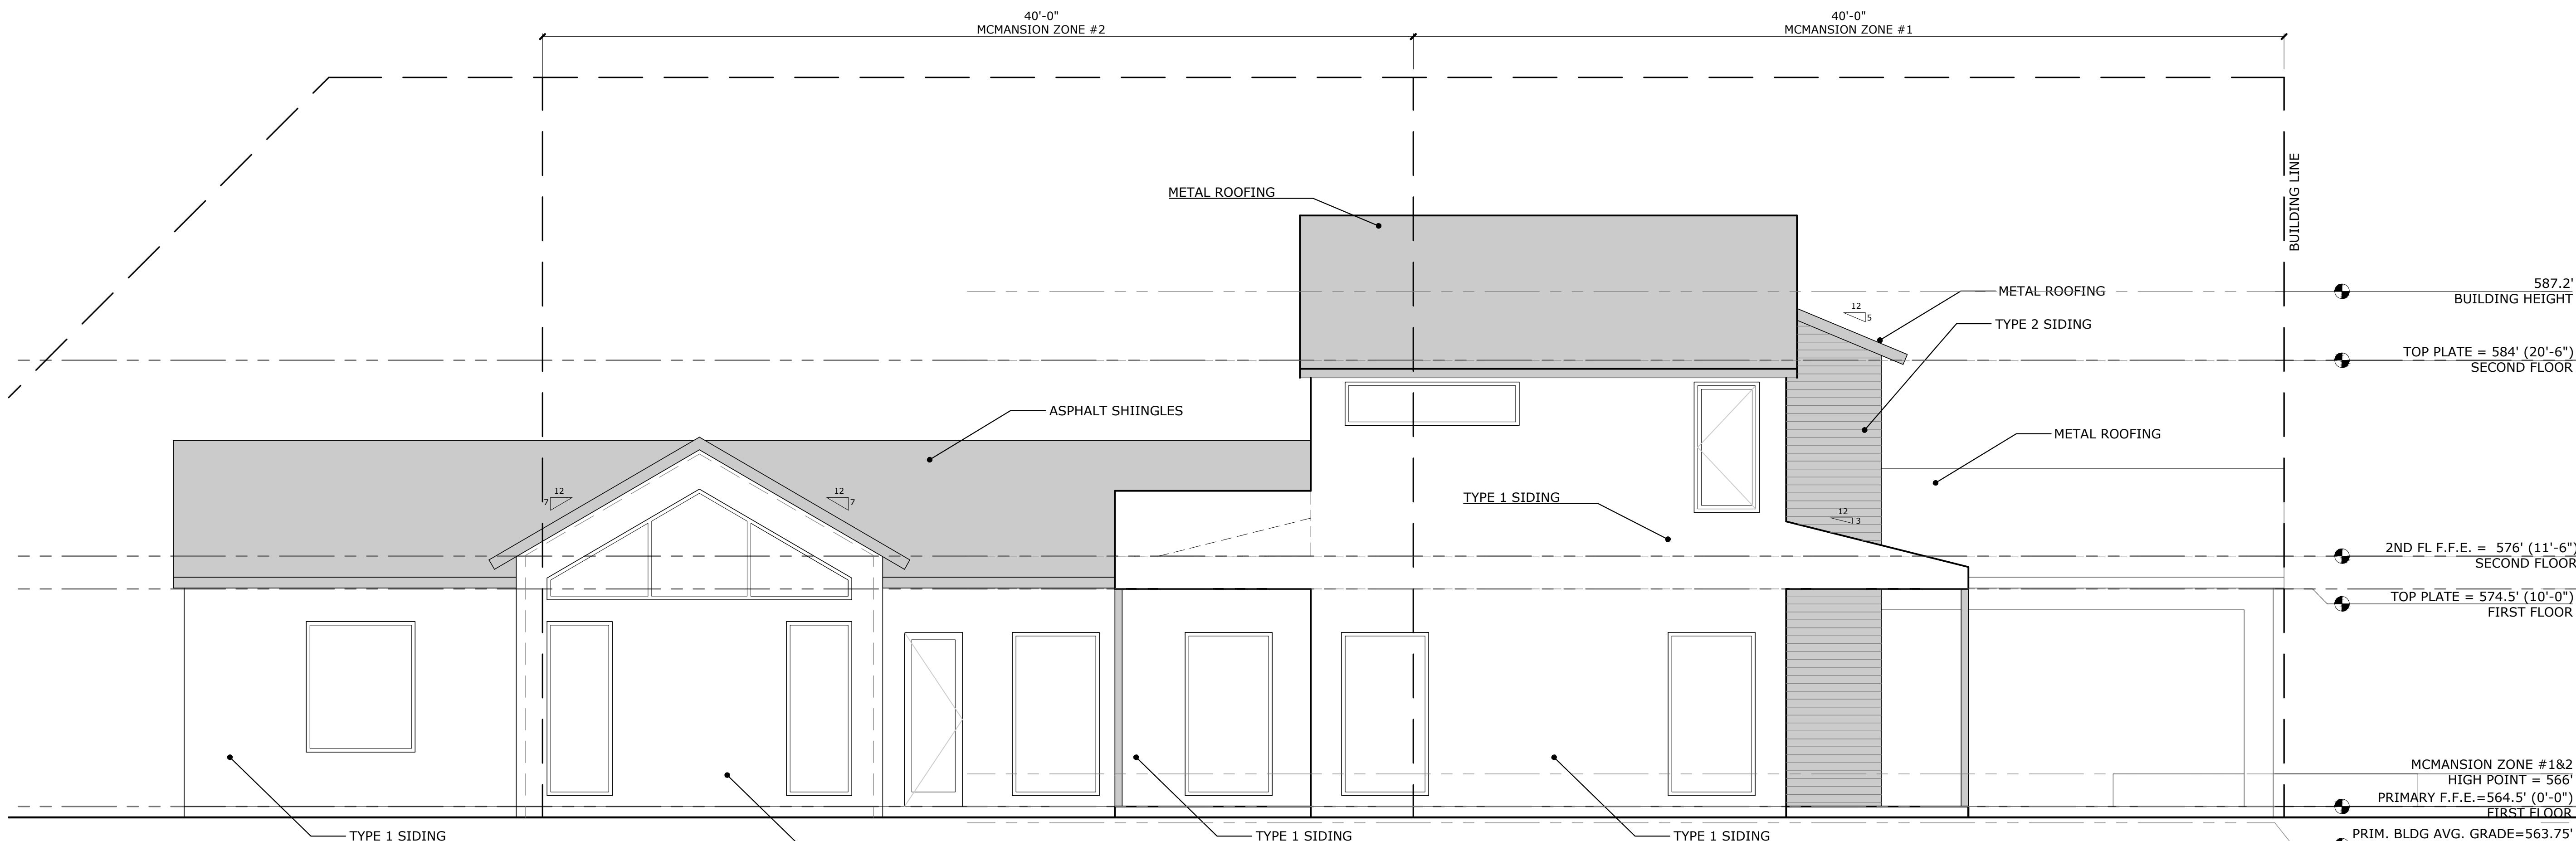 40'-0"
MCMANSION ZONE #2
40'-0"
MCMANSION ZONE #1
BUILDING LINE
METAL ROOFING
587.2'
BUILDING HEIGHT
METAL ROOFING
12
5
TYPE 2 SIDING
TOP PLATE = 584' (20'-6")
SECOND FLOOR
ASPHALT SHIINGLES
METAL ROOFING
12
7
12
7
TYPE 1 SIDING
12
3
2ND FL F.F.E. = 576' (11'-6")
SECOND FLOOR
TOP PLATE = 574.5' (10'-0")
FIRST FLOOR
MCMANSION ZONE #1&2
HIGH POINT = 566'
PRIMARY F.F.E.=564.5' (0'-0")
FIRST FLOOR
TYPE 1 SIDING
TYPE 1 SIDING
TYPE 1 SIDING
PRIM. BLDG AVG. GRADE=563.75'